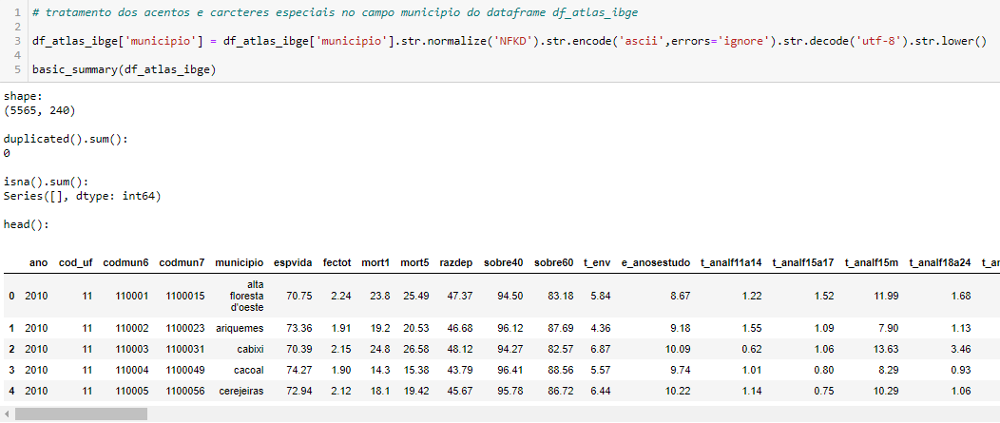 1 # tratamento dos acentos e carcteres especiais no campo municipio do dataframe df_atlas_ibge
2
3 df_atlas_ibge['municipio'] = df_atlas_ibge['municipio'].str.normalize('NFKD').str.encode('ascii',errors='ignore').str.decode('utf-8').str.lower()
4
5 basic_summary(df_atlas_ibge)
shape:
(5565, 240)
duplicated().sum():
0
isna().sum():
Series([], dtype: int64)
head():
ano cod_uf codmun6 codmun7 municipio espvida fectot mort1 mort5 razdep sobre40 sobre60 t_env e_anosestudo t_analf11a14 t_analf15a17 t_analf15m t_analf18a24 t_ar
0 2010 11 110001 1100015 alta floresta d'oeste 70.75 2.24 23.8 25.49 47.37 94.50 83.18 5.84 8.67 1.22 1.52 11.99 1.68
1 2010 11 110002 1100023 ariquemes 73.36 1.91 19.2 20.53 46.68 96.12 87.69 4.36 9.18 1.55 1.09 7.90 1.13
2 2010 11 110003 1100031 cabixi 70.39 2.15 24.8 26.58 48.12 94.27 82.57 6.87 10.09 0.62 1.06 13.63 3.46
3 2010 11 110004 1100049 cacoal 74.27 1.90 14.3 15.38 43.79 96.41 88.56 5.57 9.74 1.01 0.80 8.29 0.93
4 2010 11 110005 1100056 cerejeiras 72.94 2.12 18.1 19.42 45.67 95.78 86.72 6.44 10.22 1.14 0.75 10.29 1.06